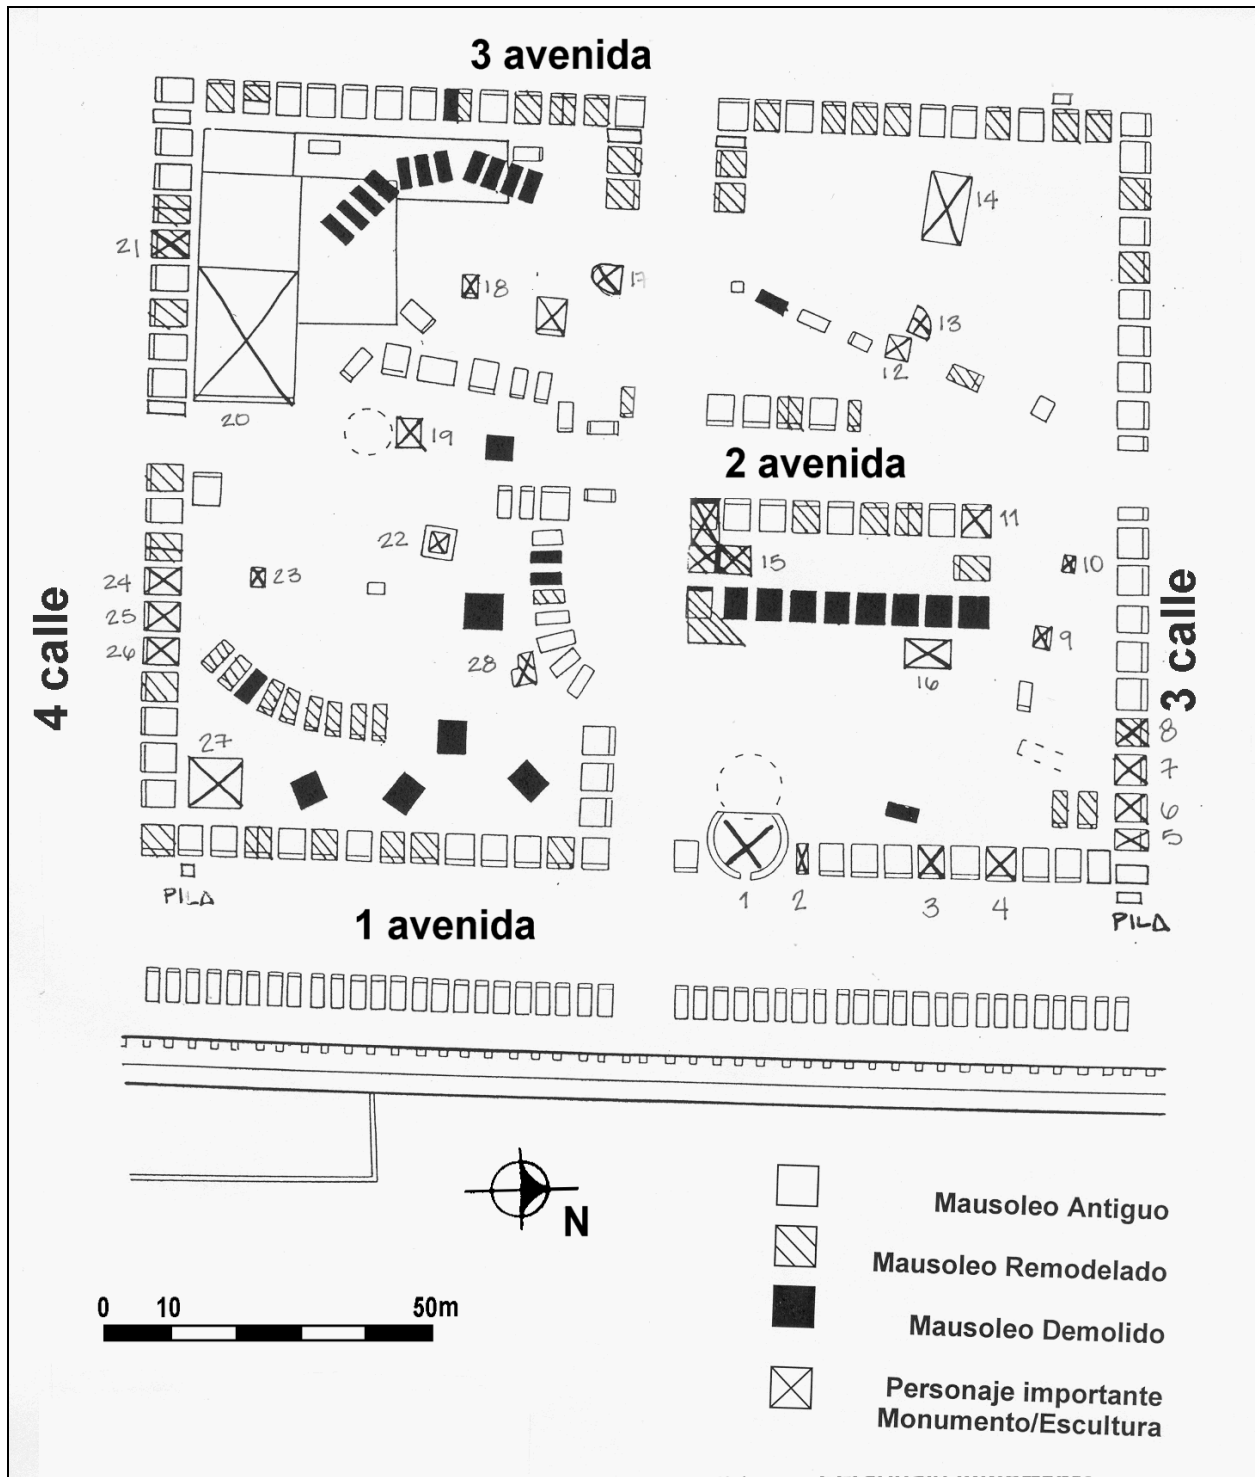 3 avenida
14
21
18
17
13
12
20
19
2 avenida
11
22
15
10
24
23
4 calle
3 calle
25
9
26
28
16
8
27
7
6
5
PILA
1
2
3
4
PILA
1 avenida
N
Mausoleo Antiguo
Mausoleo Remodelado
0 10 50m
Mausoleo Demolido
Personaje importante
Monumento/Escultura